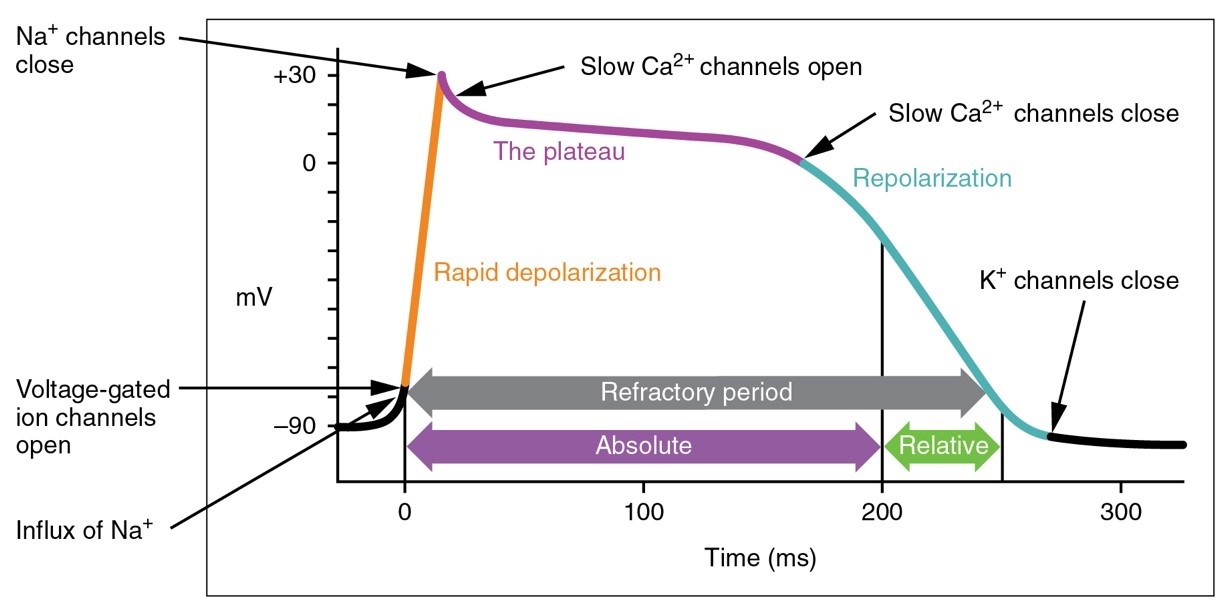 Na⁺ channels
close
+30
Slow Ca²⁺ channels open
Slow Ca²⁺ channels close
The plateau
0
Repolarization
Rapid depolarization
K⁺ channels close
mV
Voltage-gated
ion channels
open
Refractory period
–90
Absolute
Relative
Influx of Na⁺
0
100
200
300
Time (ms)